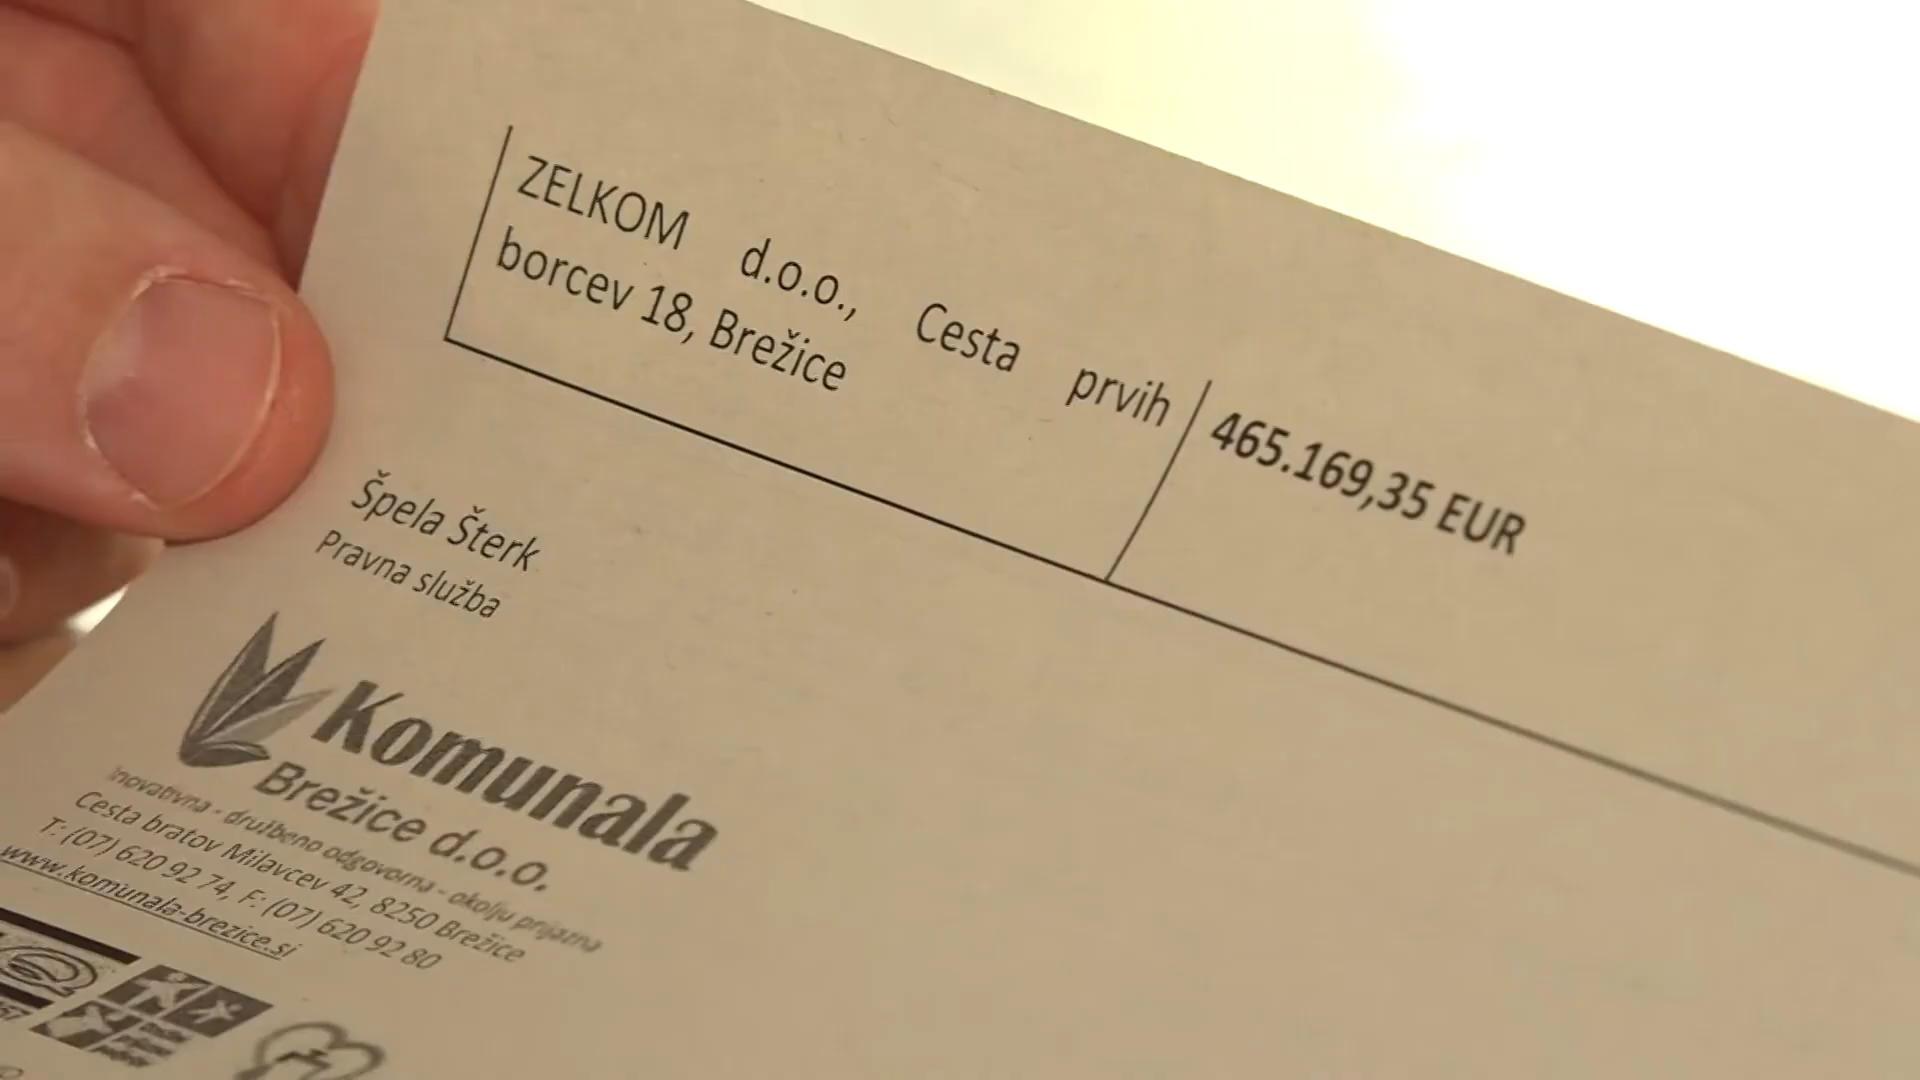 ZELKOM d.o.o., Cesta prvih
borcev 18, Brežice
465.169,35 EUR
Špela Šterk
Pravna služba
Komunala
Brežice d.o.o.
Inovativna - družbeno odgovorna - okolju prijazna
Cesta bratov Milavcev 42, 8250 Brežice
T: (07) 620 92 74, F: (07) 620 92 80
www.komunala-brezice.si